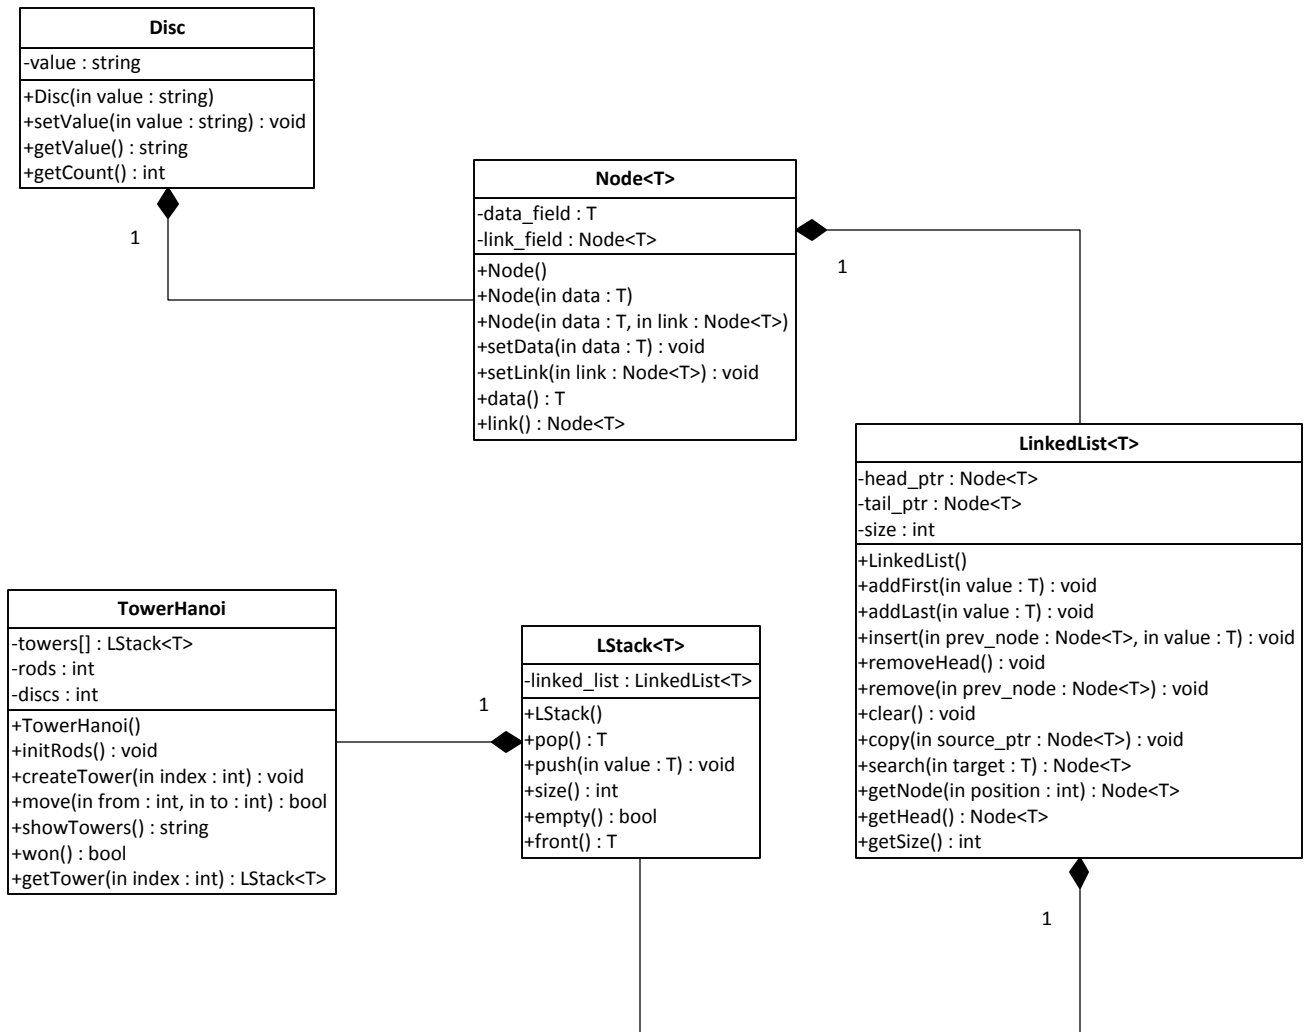 Disc
-value : string
+Disc(in value : string)
+setValue(in value : string) : void
+getValue() : string
+getCount() : int
1
Node<T>
-data_field : T
-link_field : Node<T>
+Node()
+Node(in data : T)
+Node(in data : T, in link : Node<T>)
+setData(in data : T) : void
+setLink(in link : Node<T>) : void
+data() : T
+link() : Node<T>
1
LinkedList<T>
-head_ptr : Node<T>
-tail_ptr : Node<T>
-size : int
+LinkedList()
+addFirst(in value : T) : void
+addLast(in value : T) : void
+insert(in prev_node : Node<T>, in value : T) : void
+removeHead() : void
+remove(in prev_node : Node<T>) : void
+clear() : void
+copy(in source_ptr : Node<T>) : void
+search(in target : T) : Node<T>
+getNode(in position : int) : Node<T>
+getHead() : Node<T>
+getSize() : int
1
TowerHanoi
-towers[] : LStack<T>
-rods : int
-discs : int
+TowerHanoi()
+initRods() : void
+createTower(in index : int) : void
+move(in from : int, in to : int) : bool
+showTowers() : string
+won() : bool
+getTower(in index : int) : LStack<T>
1
LStack<T>
-linked_list : LinkedList<T>
+LStack()
+pop() : T
+push(in value : T) : void
+size() : int
+empty() : bool
+front() : T